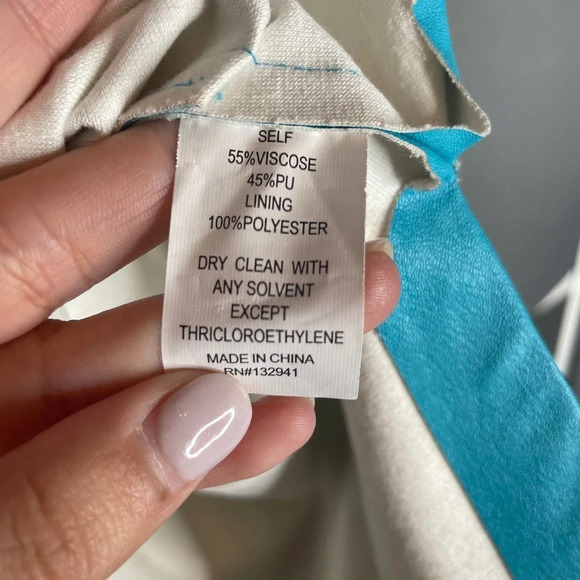 SELF
55%VISCOSE
45%PU
LINING
100%POLYESTER
DRY CLEAN WITH
ANY SOLVENT
EXCEPT
THRICLOROETHYLENE
MADE IN CHINA
RN#132941